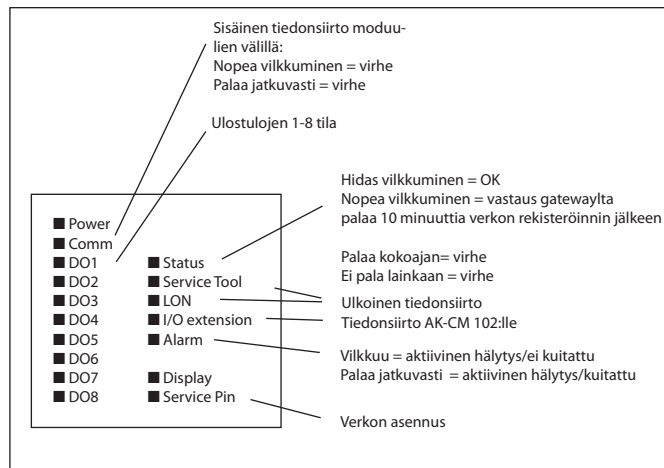 Sisäinen tiedonsiirto moduu-
lien välillä:
Nopea vilkkuminen = virhe
Palaa jatkuvasti = virhe
Ulostulojen 1-8 tila
Hidas vilkkuminen = OK
Nopea vilkkuminen = vastaus gatewaylta
palaa 10 minuuttia verkon rekisteröinnin jälkeen
Palaa kokoajan= virhe
Ei pala lainkaan = virhe
Ulkoinen tiedonsiirto
Tiedonsiirto AK-CM 102:lle
Vilkkuu = aktiivinen hälytys/ei kuitattu
Palaa jatkuvasti = aktiivinen hälytys/kuitattu
Verkon asennus
Power
Comm
DO1
DO2
DO3
DO4
DO5
DO6
DO7
DO8
Status
Service Tool
LON
I/O extension
Alarm
Display
Service Pin